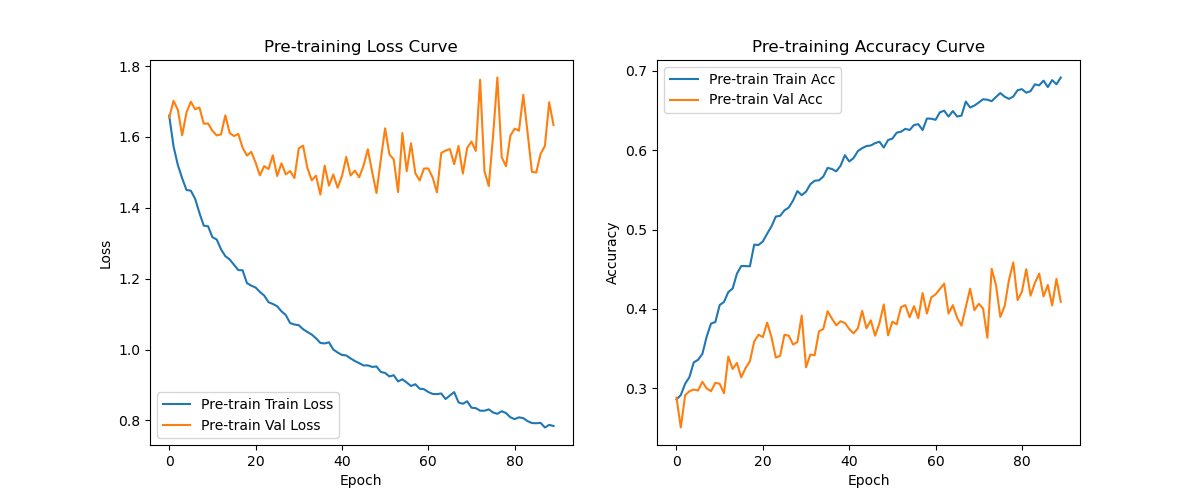 Pre-training Loss Curve
1.8
1.6
1.4
1.2
1.0
0.8
Loss
Pre-train Train Loss
Pre-train Val Loss
0 20 40 60 80
Epoch
Pre-training Accuracy Curve
0.7
0.6
0.5
0.4
0.3
Accuracy
Pre-train Train Acc
Pre-train Val Acc
0 20 40 60 80
Epoch